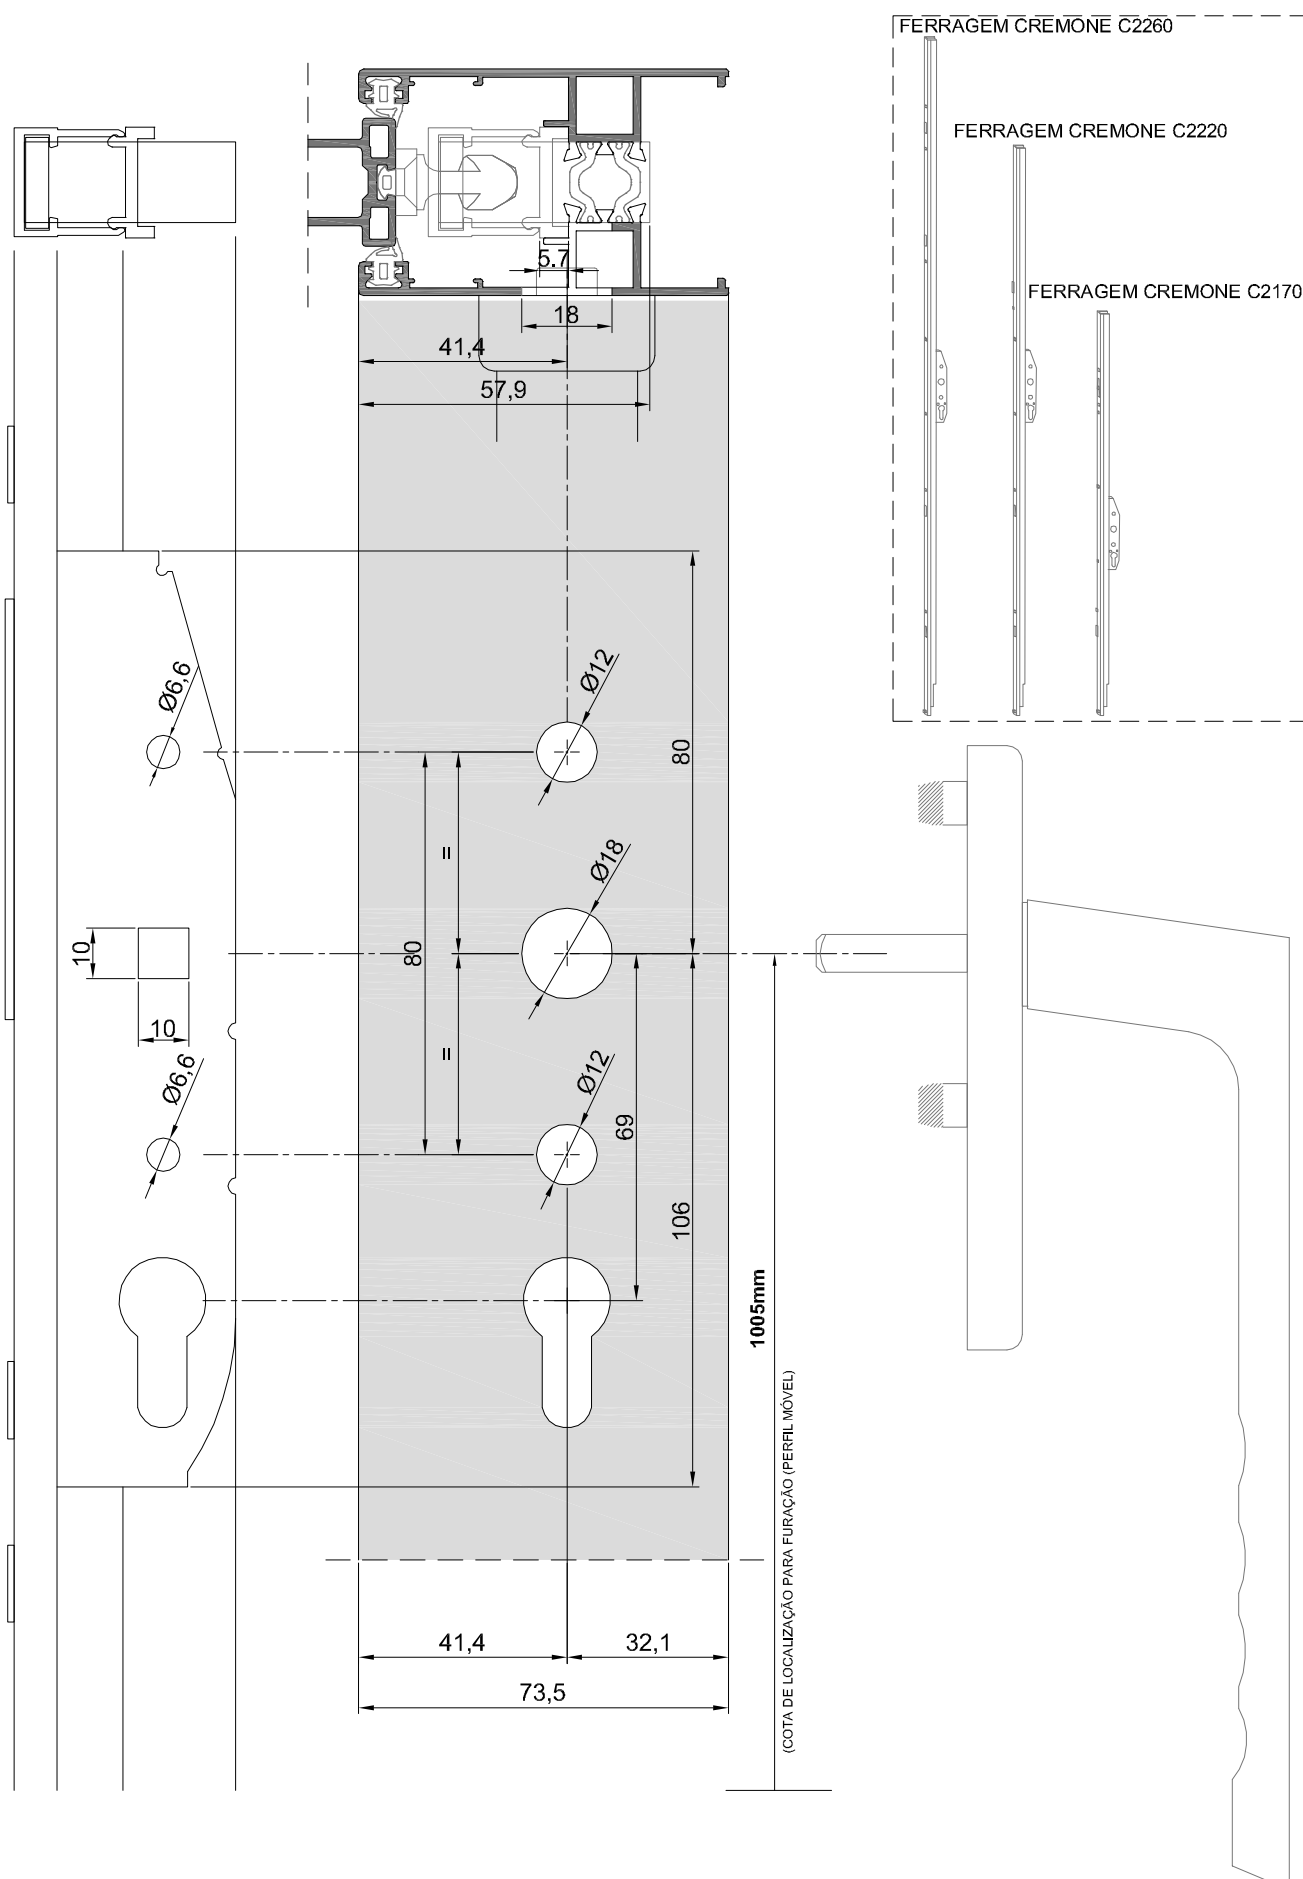 FERRAGEM CREMONE C2260
FERRAGEM CREMONE C2220
FERRAGEM CREMONE C2170
5.7
18
41,4
57,9
Ø6,6
Ø12
80
=
Ø18
10
80
10
=
Ø6,6
Ø12
69
106
1005mm
(COTA DE LOCALIZAÇÃO PARA FURAÇÃO (PERFIL MÓVEL)
41,4
32,1
73,5